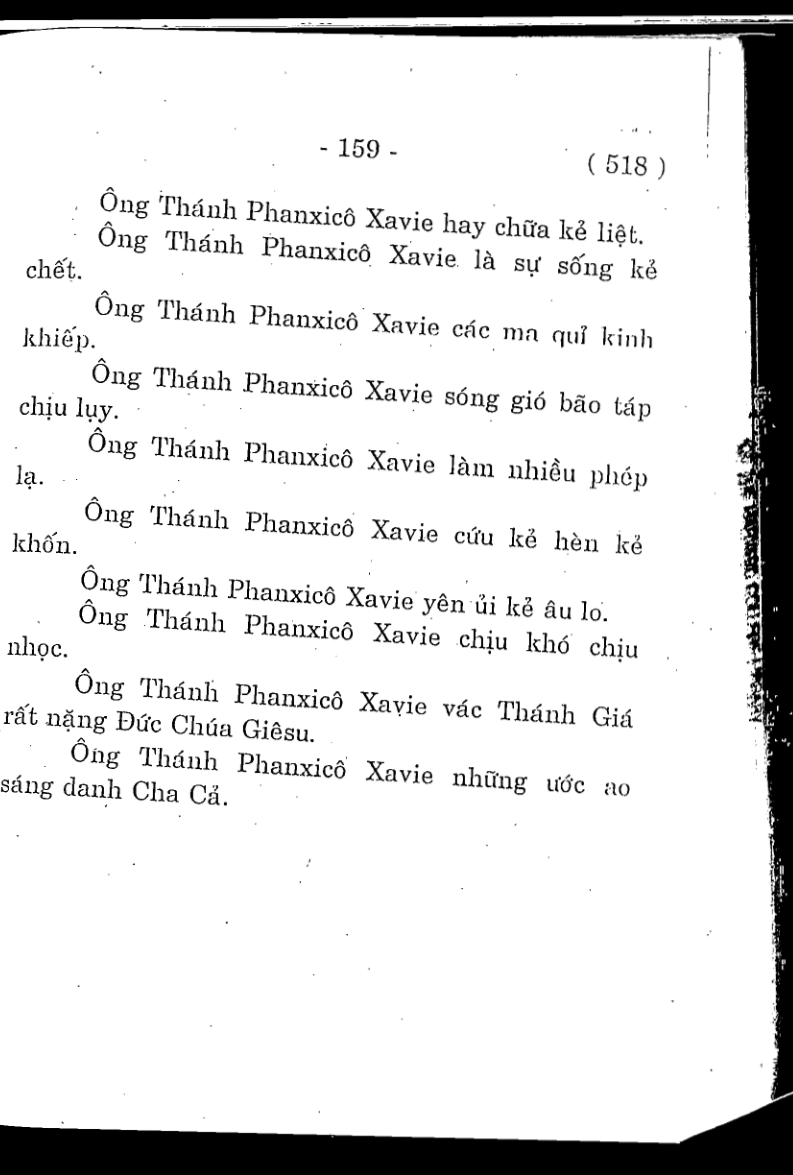 - 159 -
( 518 )
Ông Thánh Phanxicô Xavie hay chữa kẻ liệt.
Ông Thánh Phanxicô Xavie là sự sống kẻ
chết.
Ông Thánh Phanxicô Xavie các ma quỉ kinh
khiếp.
Ông Thánh Phanxicô Xavie sóng gió bão táp
chịu lụy.
Ông Thánh Phanxicô Xavie làm nhiều phép
lạ.
Ông Thánh Phanxicô Xavie cứu kẻ hèn kẻ
khốn.
Ông Thánh Phanxicô Xavie yên ủi kẻ âu lo.
Ông Thánh Phanxicô Xavie chịu khó chịu
nhọc.
Ông Thánh Phanxicô Xavie vác Thánh Giá
rất nặng Đức Chúa Giêsu.
Ông Thánh Phanxicô Xavie những ước ao
sáng danh Cha Cả.